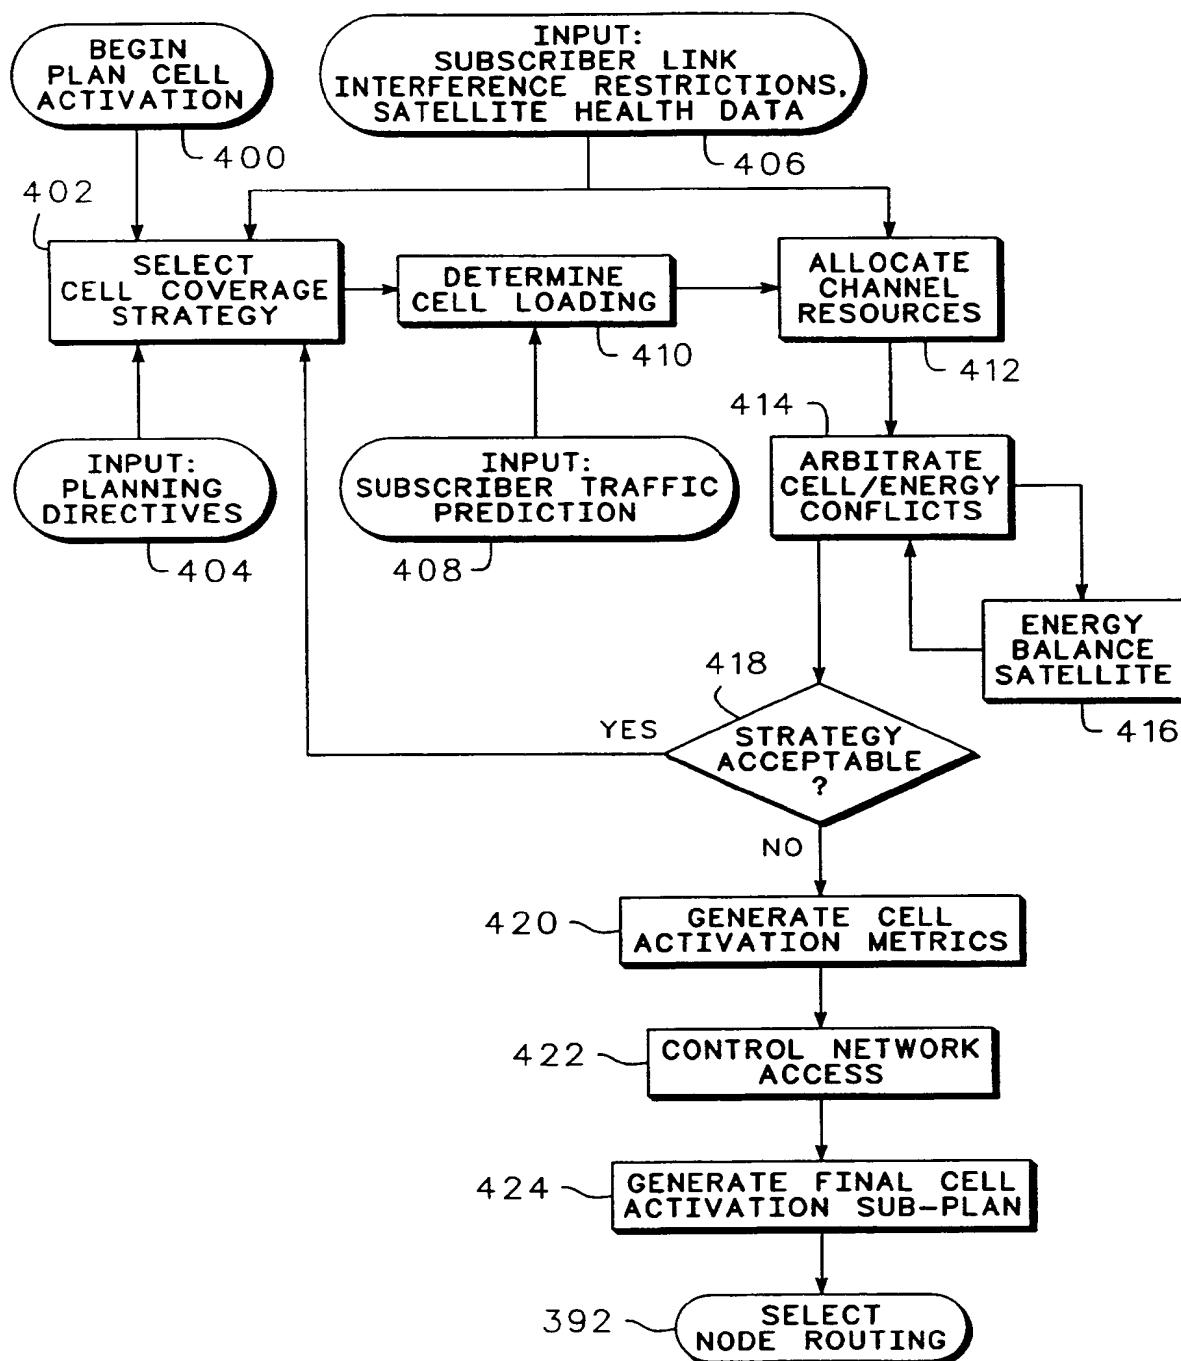 BEGIN
PLAN CELL
ACTIVATION
400
INPUT:
SUBSCRIBER LINK
INTERFERENCE RESTRICTIONS,
SATELLITE HEALTH DATA
406
402
SELECT
CELL COVERAGE
STRATEGY
DETERMINE
CELL LOADING
410
ALLOCATE
CHANNEL
RESOURCES
412
INPUT:
PLANNING
DIRECTIVES
404
INPUT:
SUBSCRIBER TRAFFIC
PREDICTION
408
414
ARBITRATE
CELL/ENERGY
CONFLICTS
ENERGY
BALANCE
SATELLITE
416
418
STRATEGY
ACCEPTABLE
?
YES
NO
420
GENERATE CELL
ACTIVATION METRICS
422
CONTROL NETWORK
ACCESS
424
GENERATE FINAL CELL
ACTIVATION SUB-PLAN
392
SELECT
NODE ROUTING